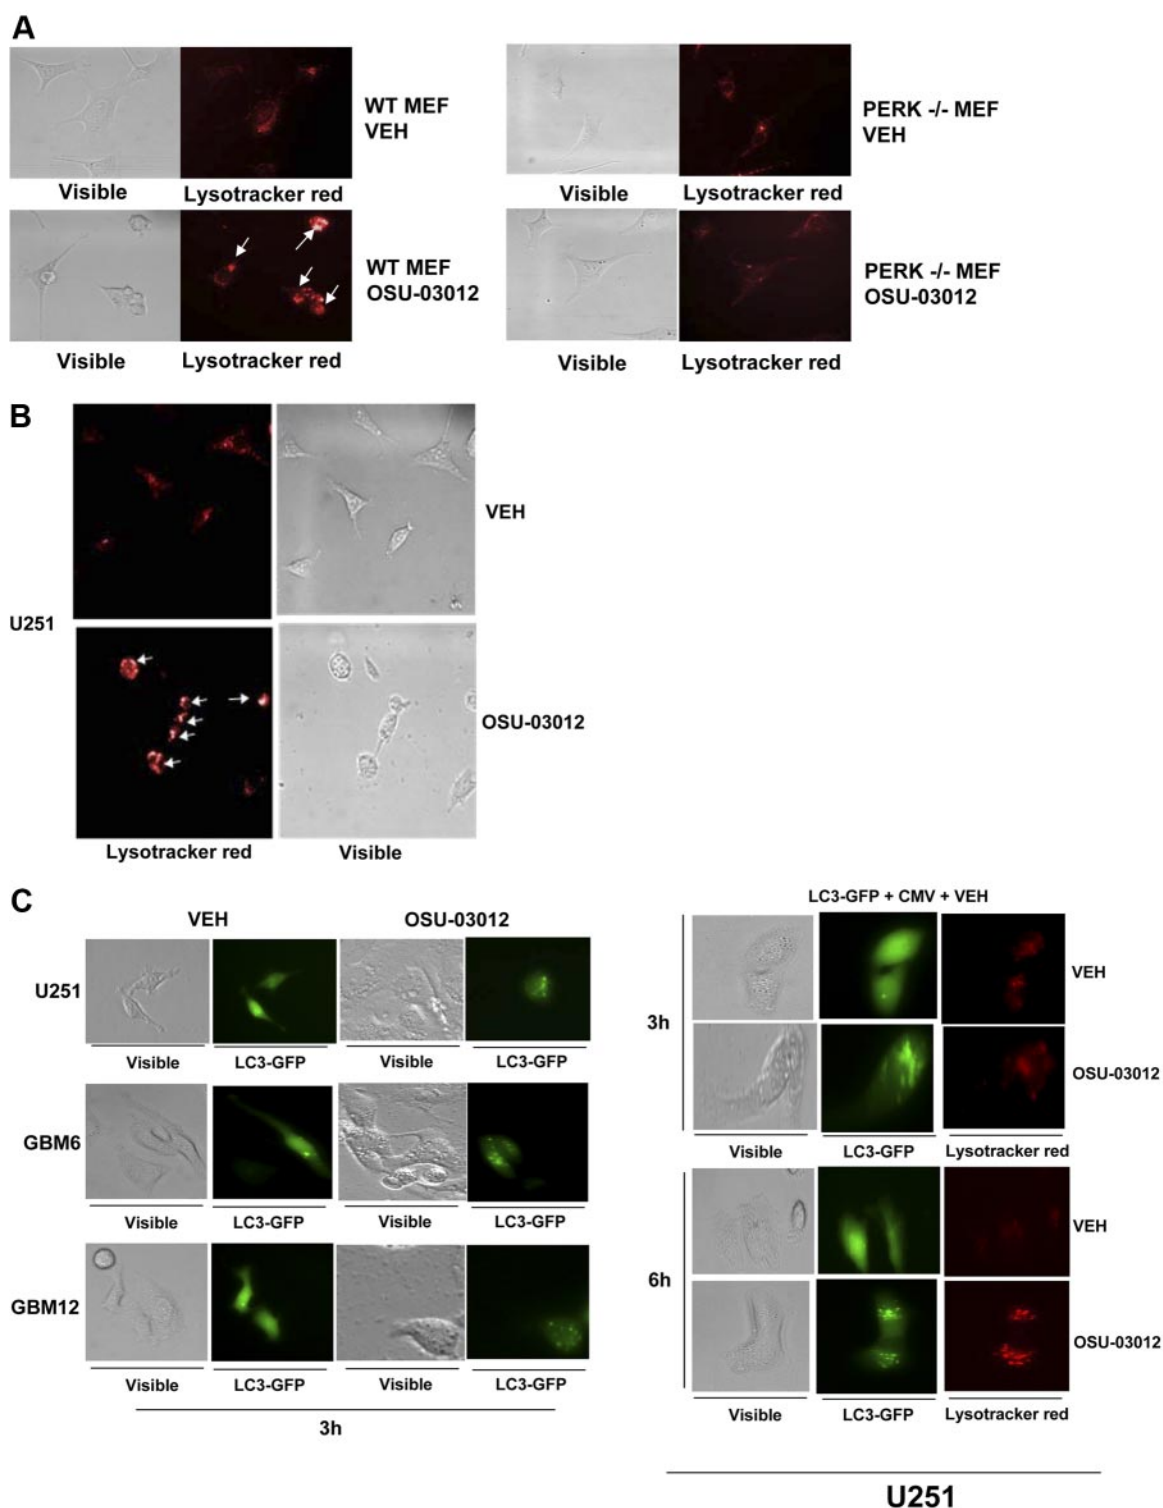 A
WT MEF
VEH
Visible
Lysotracker red
WT MEF
OSU-03012
Visible
Lysotracker red
PERK -/- MEF
VEH
Visible
Lysotracker red
PERK -/- MEF
OSU-03012
Visible
Lysotracker red
B
VEH
U251
OSU-03012
Lysotracker red
Visible
C
VEH
OSU-03012
U251
Visible
LC3-GFP
Visible
LC3-GFP
GBM6
Visible
LC3-GFP
Visible
LC3-GFP
GBM12
Visible
LC3-GFP
Visible
LC3-GFP
3h
LC3-GFP + CMV + VEH
VEH
3h
OSU-03012
Visible
LC3-GFP
Lysotracker red
VEH
6h
OSU-03012
Visible
LC3-GFP
Lysotracker red
U251